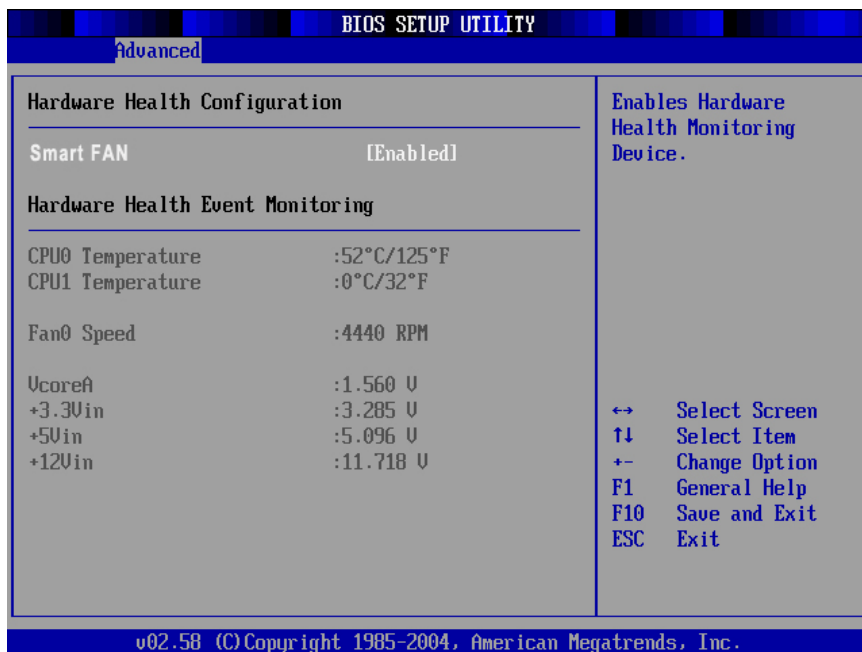 BIOS SETUP UTILITY
Advanced
Hardware Health Configuration
Smart FAN [Enabled]
Hardware Health Event Monitoring
CPU0 Temperature :52°C/125°F
CPU1 Temperature :0°C/32°F
Fan0 Speed :4440 RPM
VcoreA :1.560 V
+3.3Vin :3.285 V
+5Vin :5.096 V
+12Vin :11.718 V
Enables Hardware
Health Monitoring
Device.
↔ Select Screen
↑↓ Select Item
+- Change Option
F1 General Help
F10 Save and Exit
ESC Exit
v02.58 (C)Copyright 1985-2004, American Megatrends, Inc.